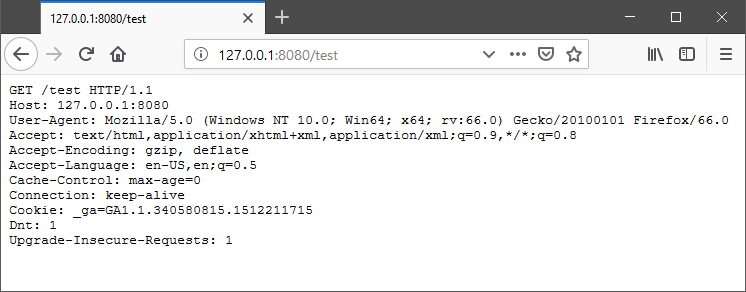 127.0.0.1:8080/test
127.0.0.1:8080/test
GET /test HTTP/1.1
Host: 127.0.0.1:8080
User-Agent: Mozilla/5.0 (Windows NT 10.0; Win64; x64; rv:66.0) Gecko/20100101 Firefox/66.0
Accept: text/html,application/xhtml+xml,application/xml;q=0.9,*/*;q=0.8
Accept-Encoding: gzip, deflate
Accept-Language: en-US,en;q=0.5
Cache-Control: max-age=0
Connection: keep-alive
Cookie: _ga=GA1.1.340580815.1512211715
Dnt: 1
Upgrade-Insecure-Requests: 1